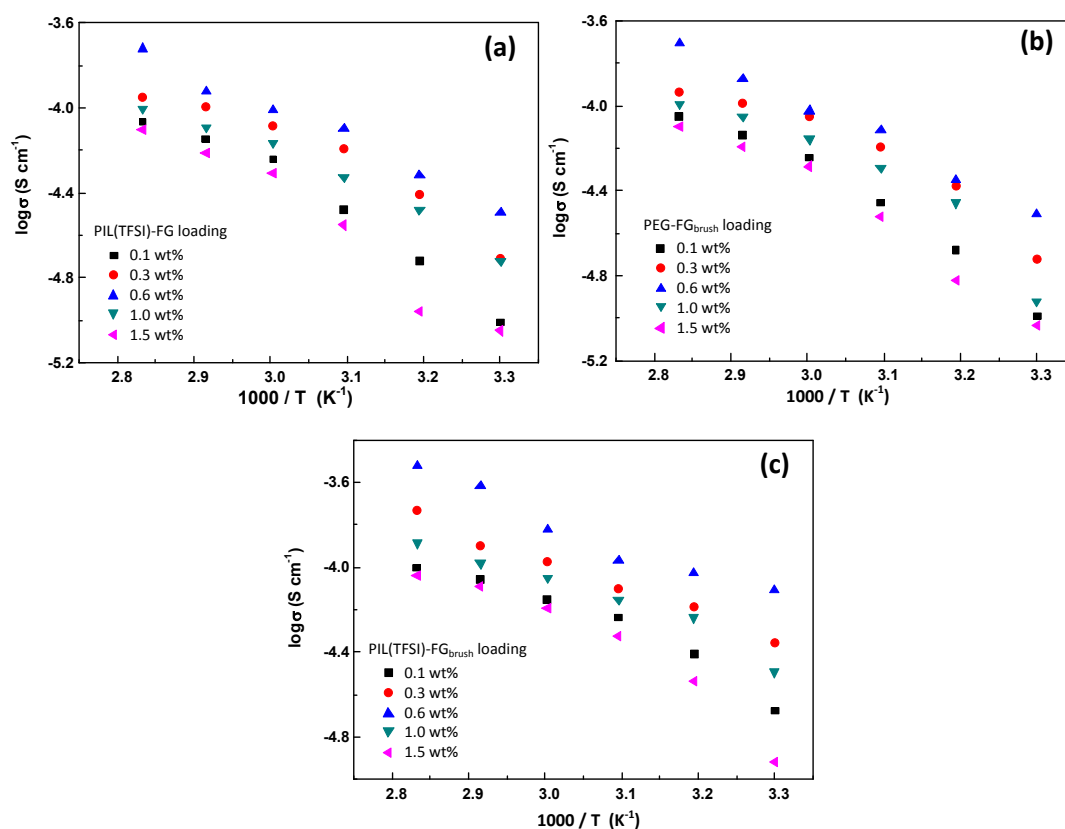 (a)
-3.6
-4.0
-4.4
-4.8
-5.2
logσ (S cm⁻¹)
PIL(TFSI)-FG loading
0.1 wt%
0.3 wt%
0.6 wt%
1.0 wt%
1.5 wt%
2.8 2.9 3.0 3.1 3.2 3.3
1000 / T (K⁻¹)
(b)
-3.6
-4.0
-4.4
-4.8
-5.2
logσ (S cm⁻¹)
PEG-FGbrush loading
0.1 wt%
0.3 wt%
0.6 wt%
1.0 wt%
1.5 wt%
2.8 2.9 3.0 3.1 3.2 3.3
1000 / T (K⁻¹)
(c)
-3.6
-4.0
-4.4
-4.8
logσ (S cm⁻¹)
PIL(TFSI)-FGbrush loading
0.1 wt%
0.3 wt%
0.6 wt%
1.0 wt%
1.5 wt%
2.8 2.9 3.0 3.1 3.2 3.3
1000 / T (K⁻¹)